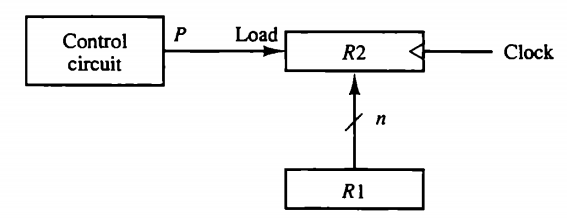 Control
circuit
P
Load
R2
Clock
n
R1